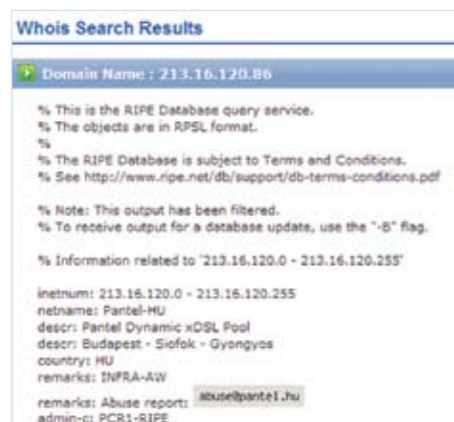 Whois Search Results
Domain Name : 213.16.120.86
% This is the RIPE Database query service.
% The objects are in RPSL format.
%
% The RIPE Database is subject to Terms and Conditions.
% See http://www.ripe.net/db/support/db-terms-conditions.pdf
% Note: This output has been filtered.
% To receive output for a database update, use the "-B" flag.
% Information related to '213.16.120.0 - 213.16.120.255'
inetnum: 213.16.120.0 - 213.16.120.255
netname: Pantel-HU
descr: Pantel Dynamic xDSL Pool
descr: Budapest - Siofok - Gyongyos
country: HU
remarks: INFRA-AW
remarks: Abuse report: abuse@pantel.hu
admin-c: PCR1-RIPE